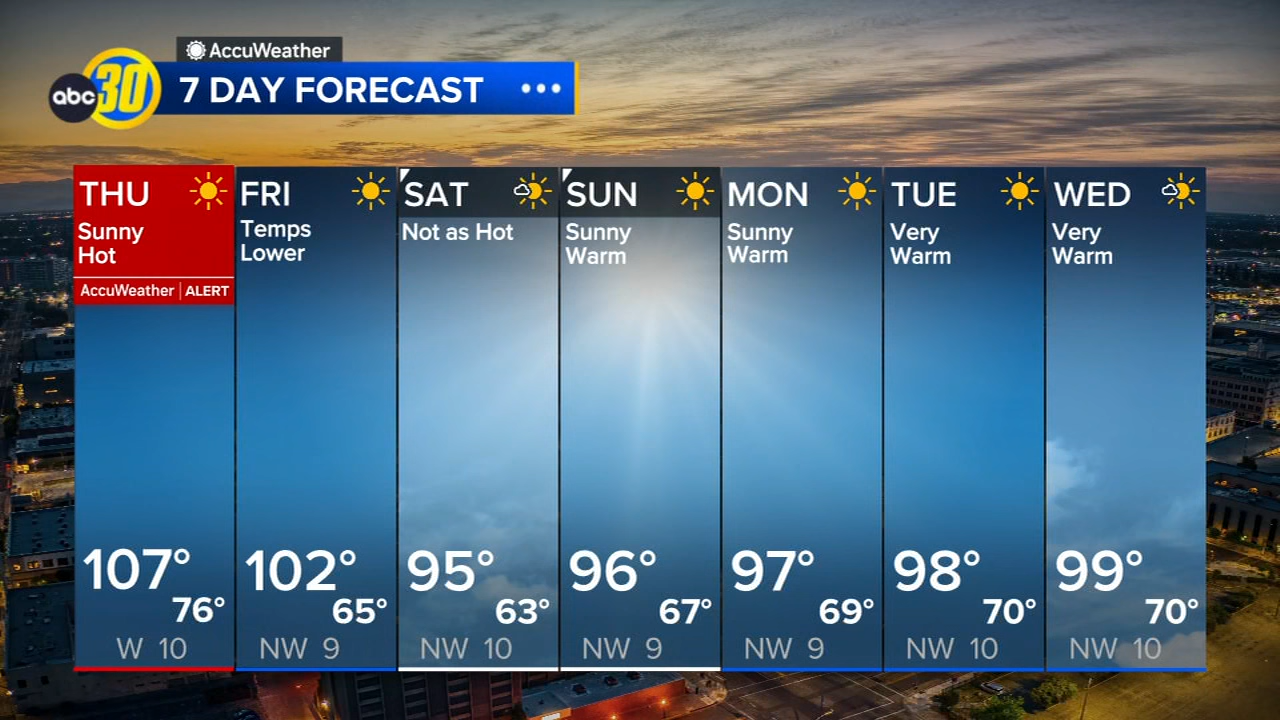 AccuWeather
abc 30
7 DAY FORECAST
THU
Sunny
Hot
AccuWeather | ALERT
107°
76°
W 10
FRI
Temps
Lower
102°
65°
NW 9
SAT
Not as Hot
95°
63°
NW 10
SUN
Sunny
Warm
96°
67°
NW 9
MON
Sunny
Warm
97°
69°
NW 9
TUE
Very
Warm
98°
70°
NW 10
WED
Very
Warm
99°
70°
NW 10